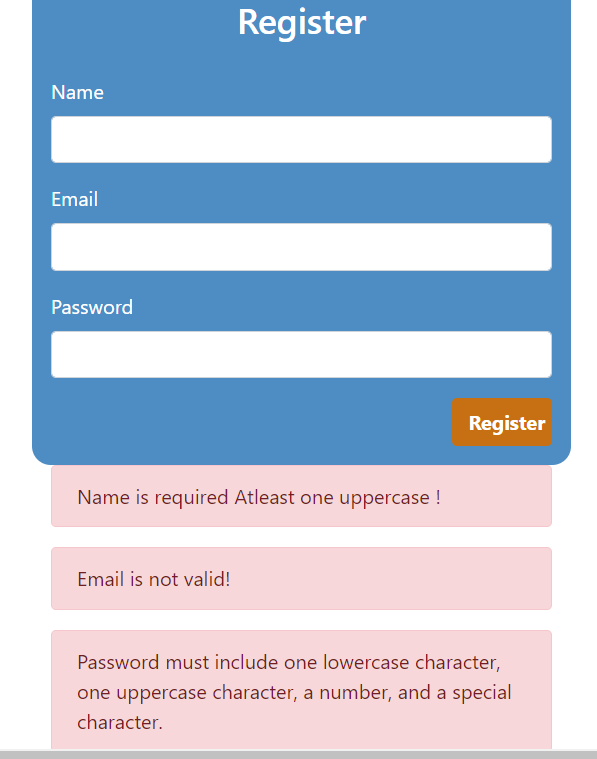 Register
Name
Email
Password
Register
Name is required Atleast one uppercase !
Email is not valid!
Password must include one lowercase character,
one uppercase character, a number, and a special
character.